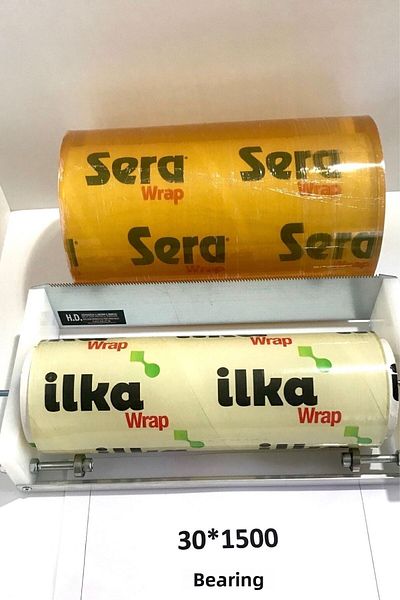 Sera Sera
Wrap Wrap
Sera Sera
Wrap
H.D.
Wrap Wrap
ilka ilka
Wrap Wrap
30*1500
Bearing